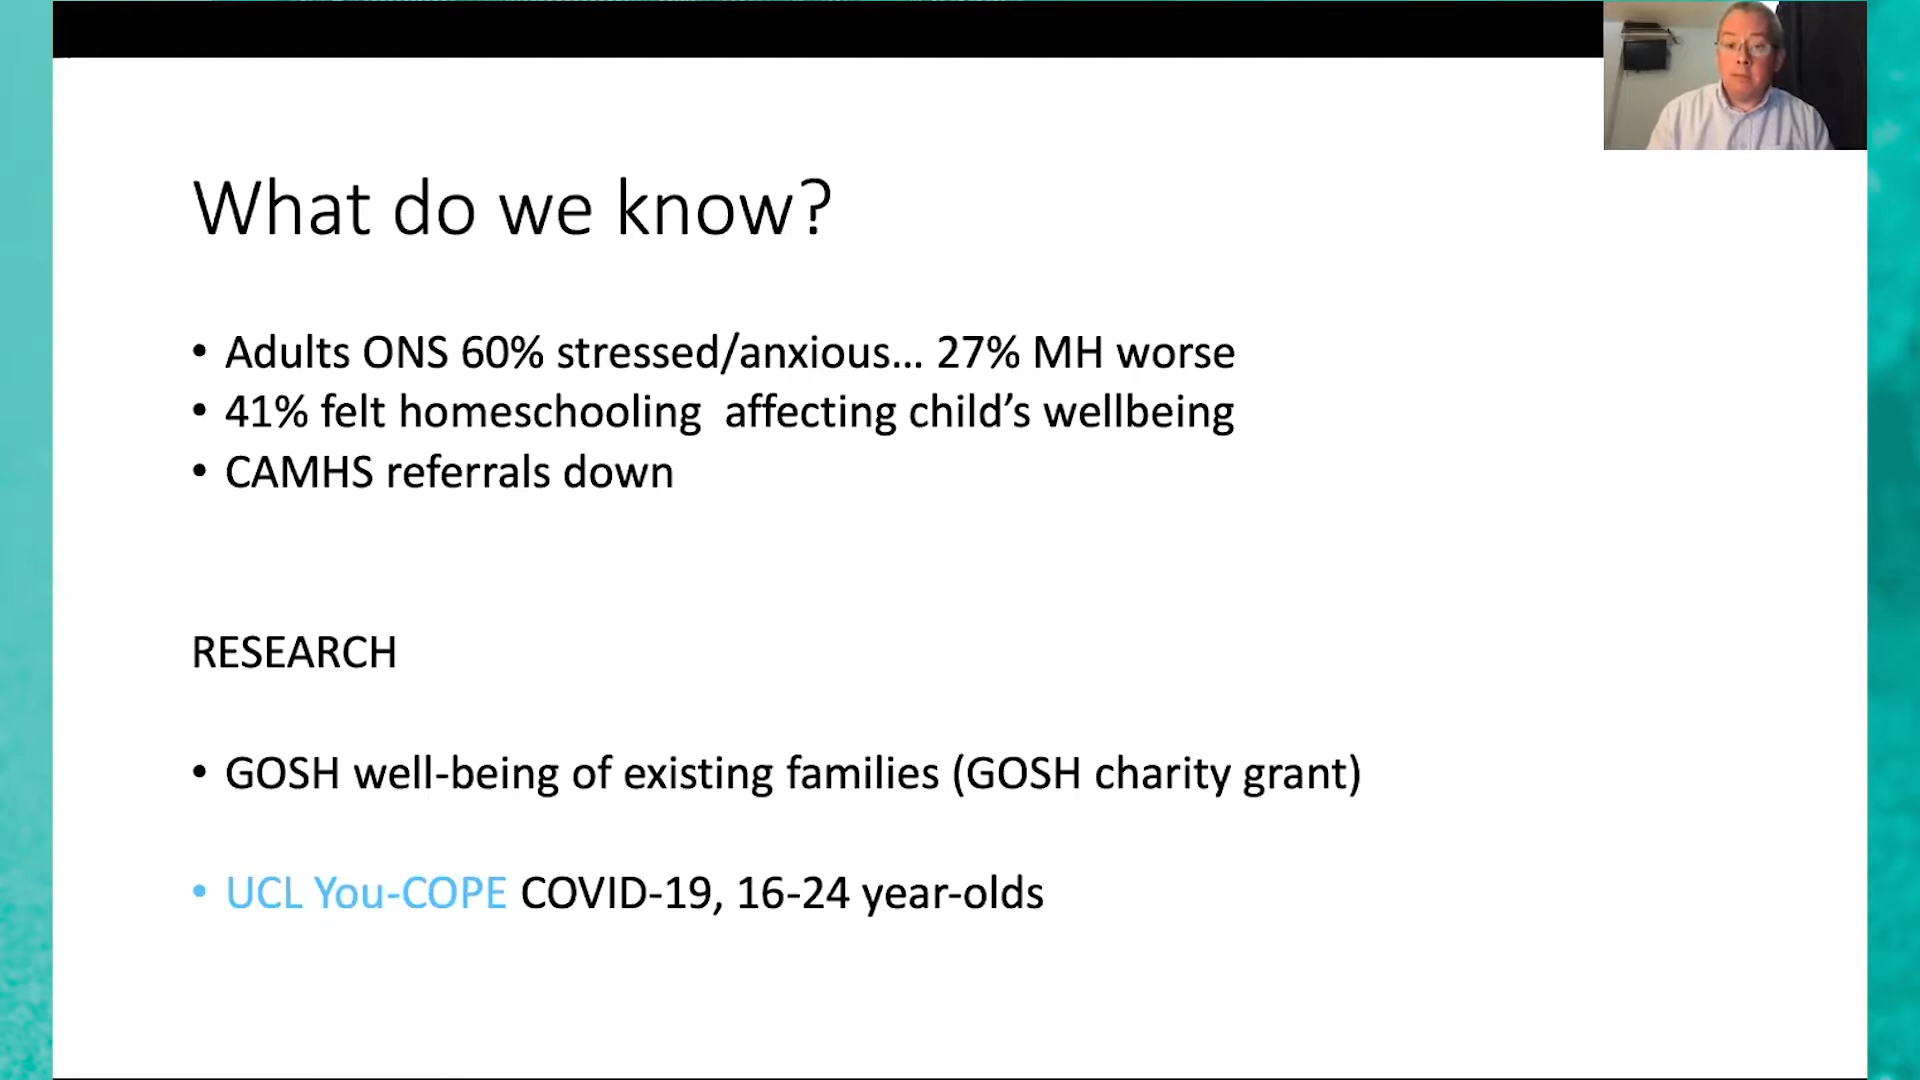 What do we know?
• Adults ONS 60% stressed/anxious... 27% MH worse
• 41% felt homeschooling affecting child’s wellbeing
• CAMHS referrals down
RESEARCH
• GOSH well-being of existing families (GOSH charity grant)
• UCL You-COPE COVID-19, 16-24 year-olds